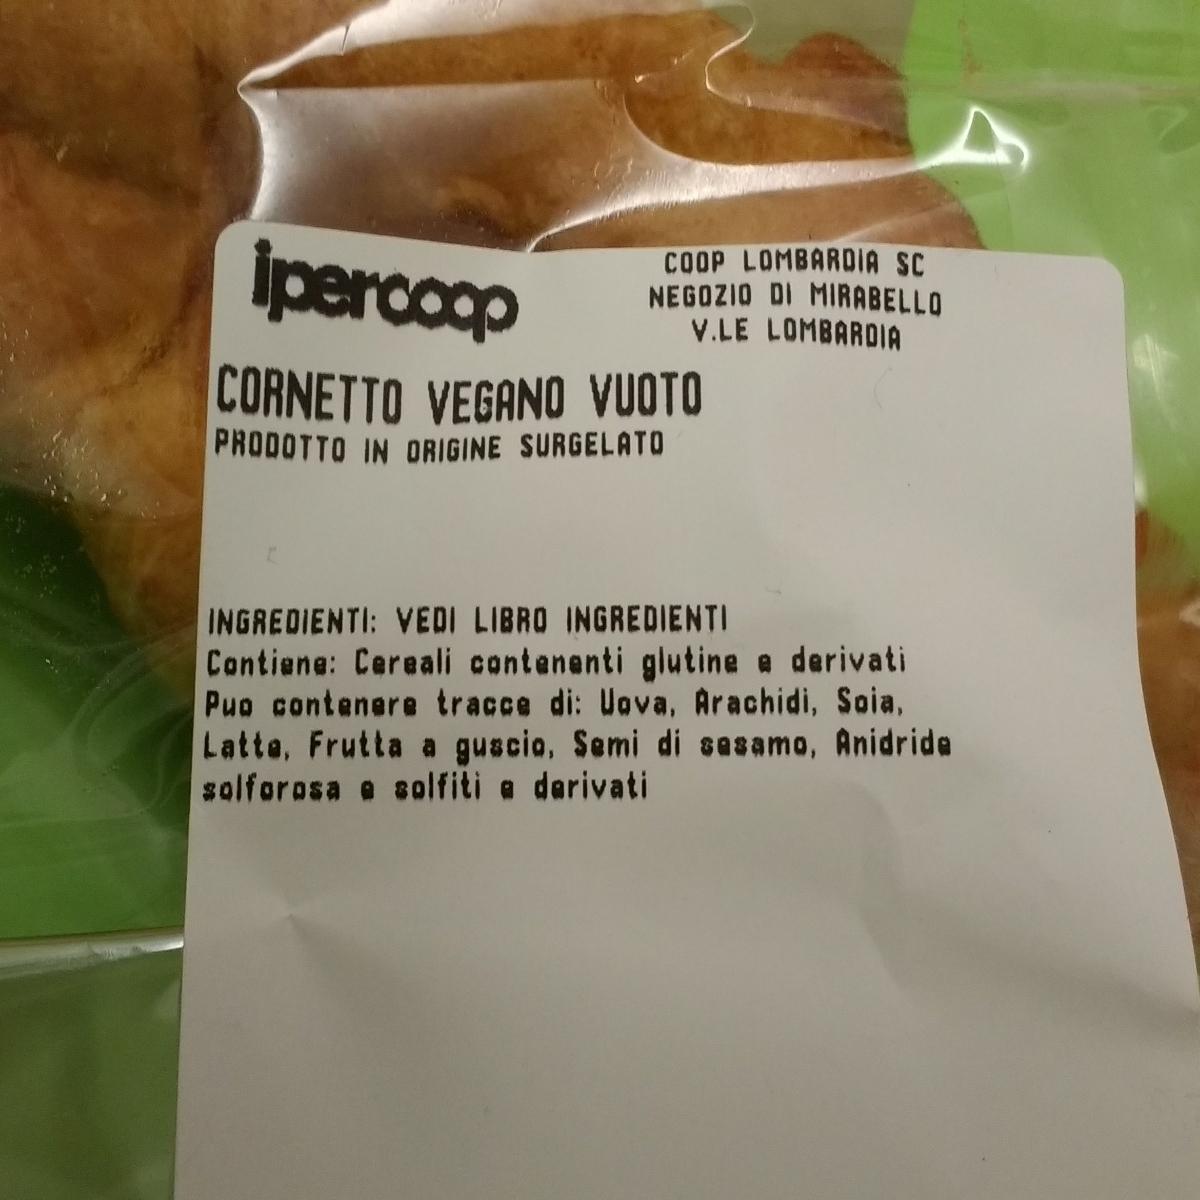 ipercoop
COOP LOMBARDIA SC
NEGOZIO DI MIRABELLO
V.LE LOMBARDIA
CORNETTO VEGANO VUOTO
PRODOTTO IN ORIGINE SURGELATO
INGREDIENTI: VEDI LIBRO INGREDIENTI
Contiene: Cereali contenenti glutine e derivati
Puo contenere tracce di: Uova, Arachidi, Soia,
Latte, Frutta a guscio, Semi di sesamo, Anidride
solforosa e solfiti e derivati